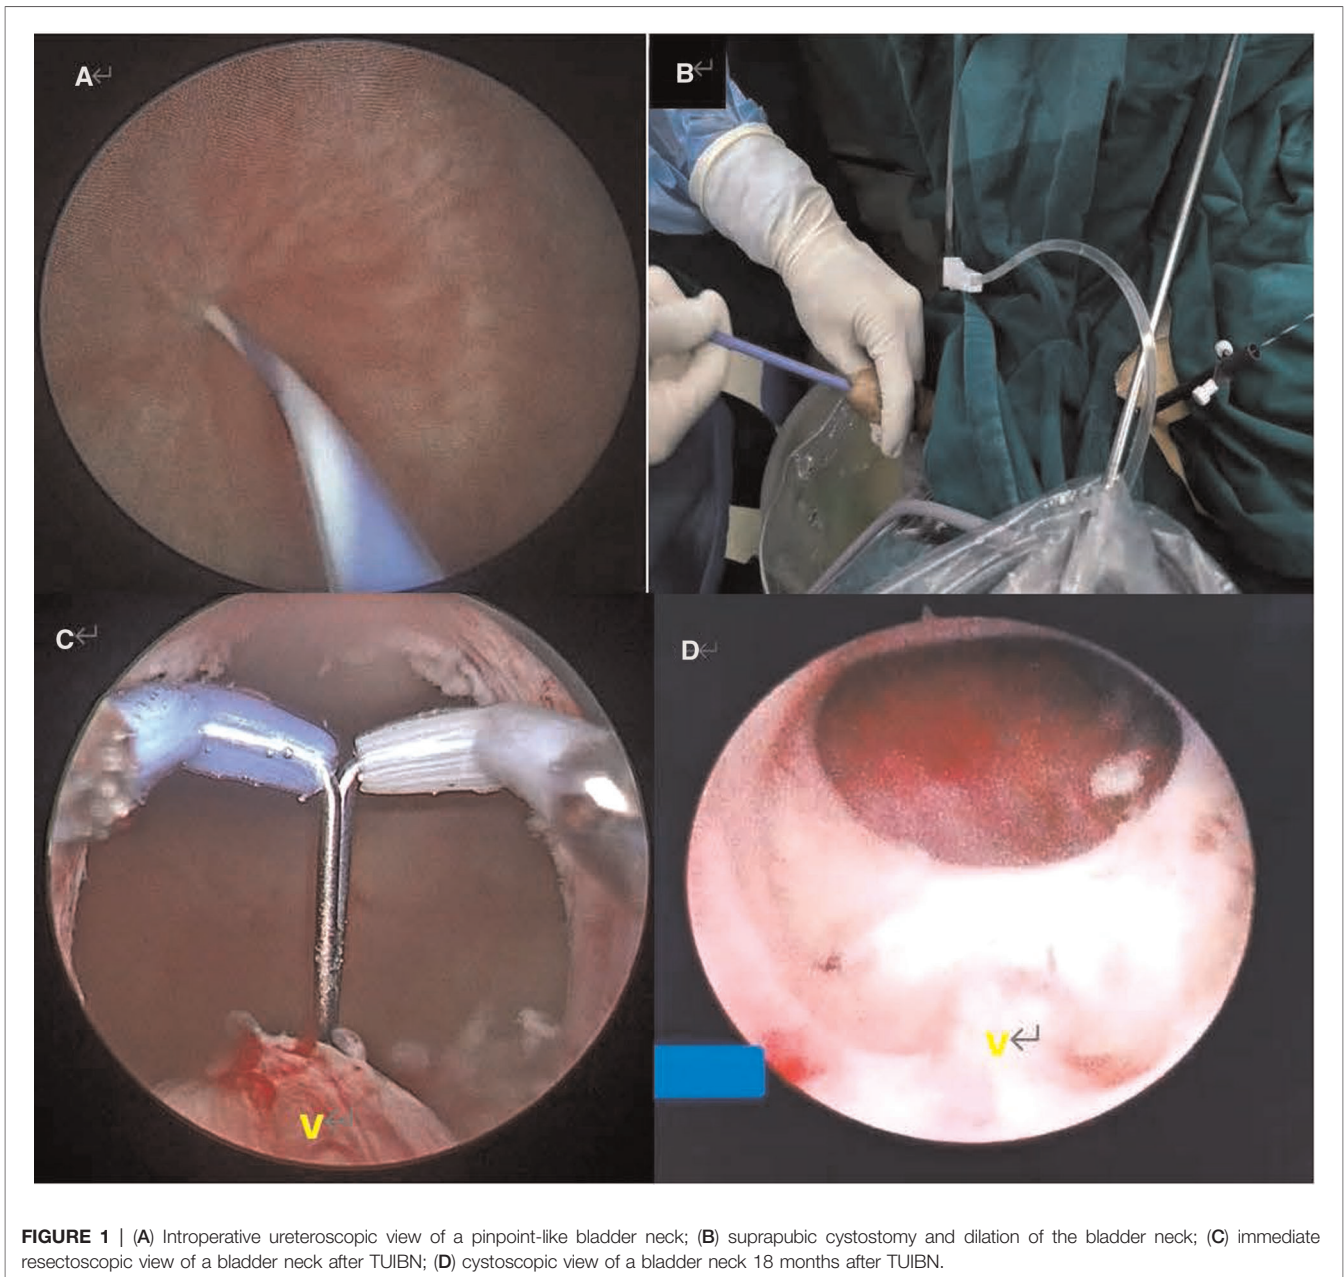 A↵
B↵
C↵
D↵
V↵
V↵
FIGURE 1 | (A) Introperative ureteroscopic view of a pinpoint-like bladder neck; (B) suprapubic cystostomy and dilation of the bladder neck; (C) immediate
resectoscopic view of a bladder neck after TUIBN; (D) cystoscopic view of a bladder neck 18 months after TUIBN.